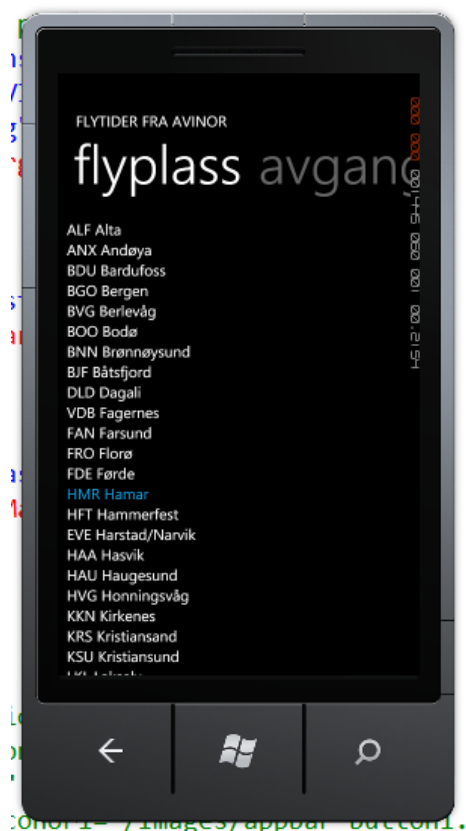 FLYTIDER FRA AVINOR
flyplass avgang
ALF Alta
ANX Andøya
BDU Bardufoss
BGO Bergen
BVG Berlevåg
BOO Bodø
BNN Brønnøysund
BJF Båtsfjord
DLD Dagali
VDB Fagernes
FAN Farsund
FRO Florø
FDE Førde
HMR Hamar
HFT Hammerfest
EVE Harstad/Narvik
HAA Hasvik
HAU Haugesund
HVG Honningsvåg
KKN Kirkenes
KRS Kristiansand
KSU Kristiansund
000 000